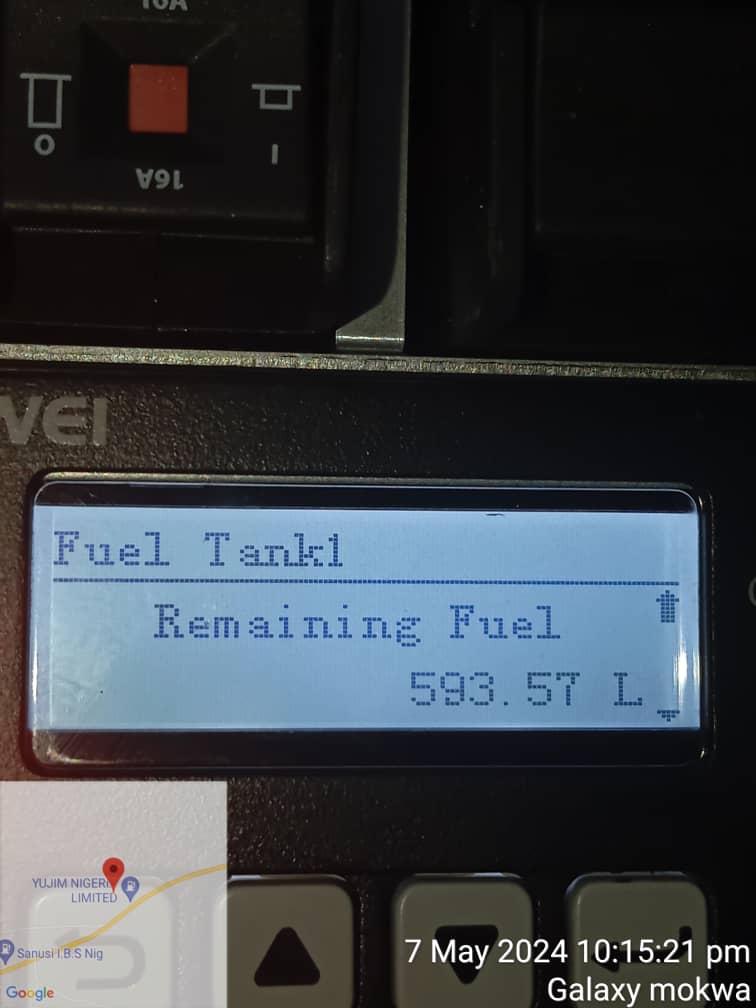 16A
O
I
16A
WEI
Fuel Tank1
Remaining Fuel
593.57 L
YUJIM NIGERI
LIMITED
Sanusi I.B.S Nig
Google
7 May 2024 10:15:21 pm
Galaxy mokwa